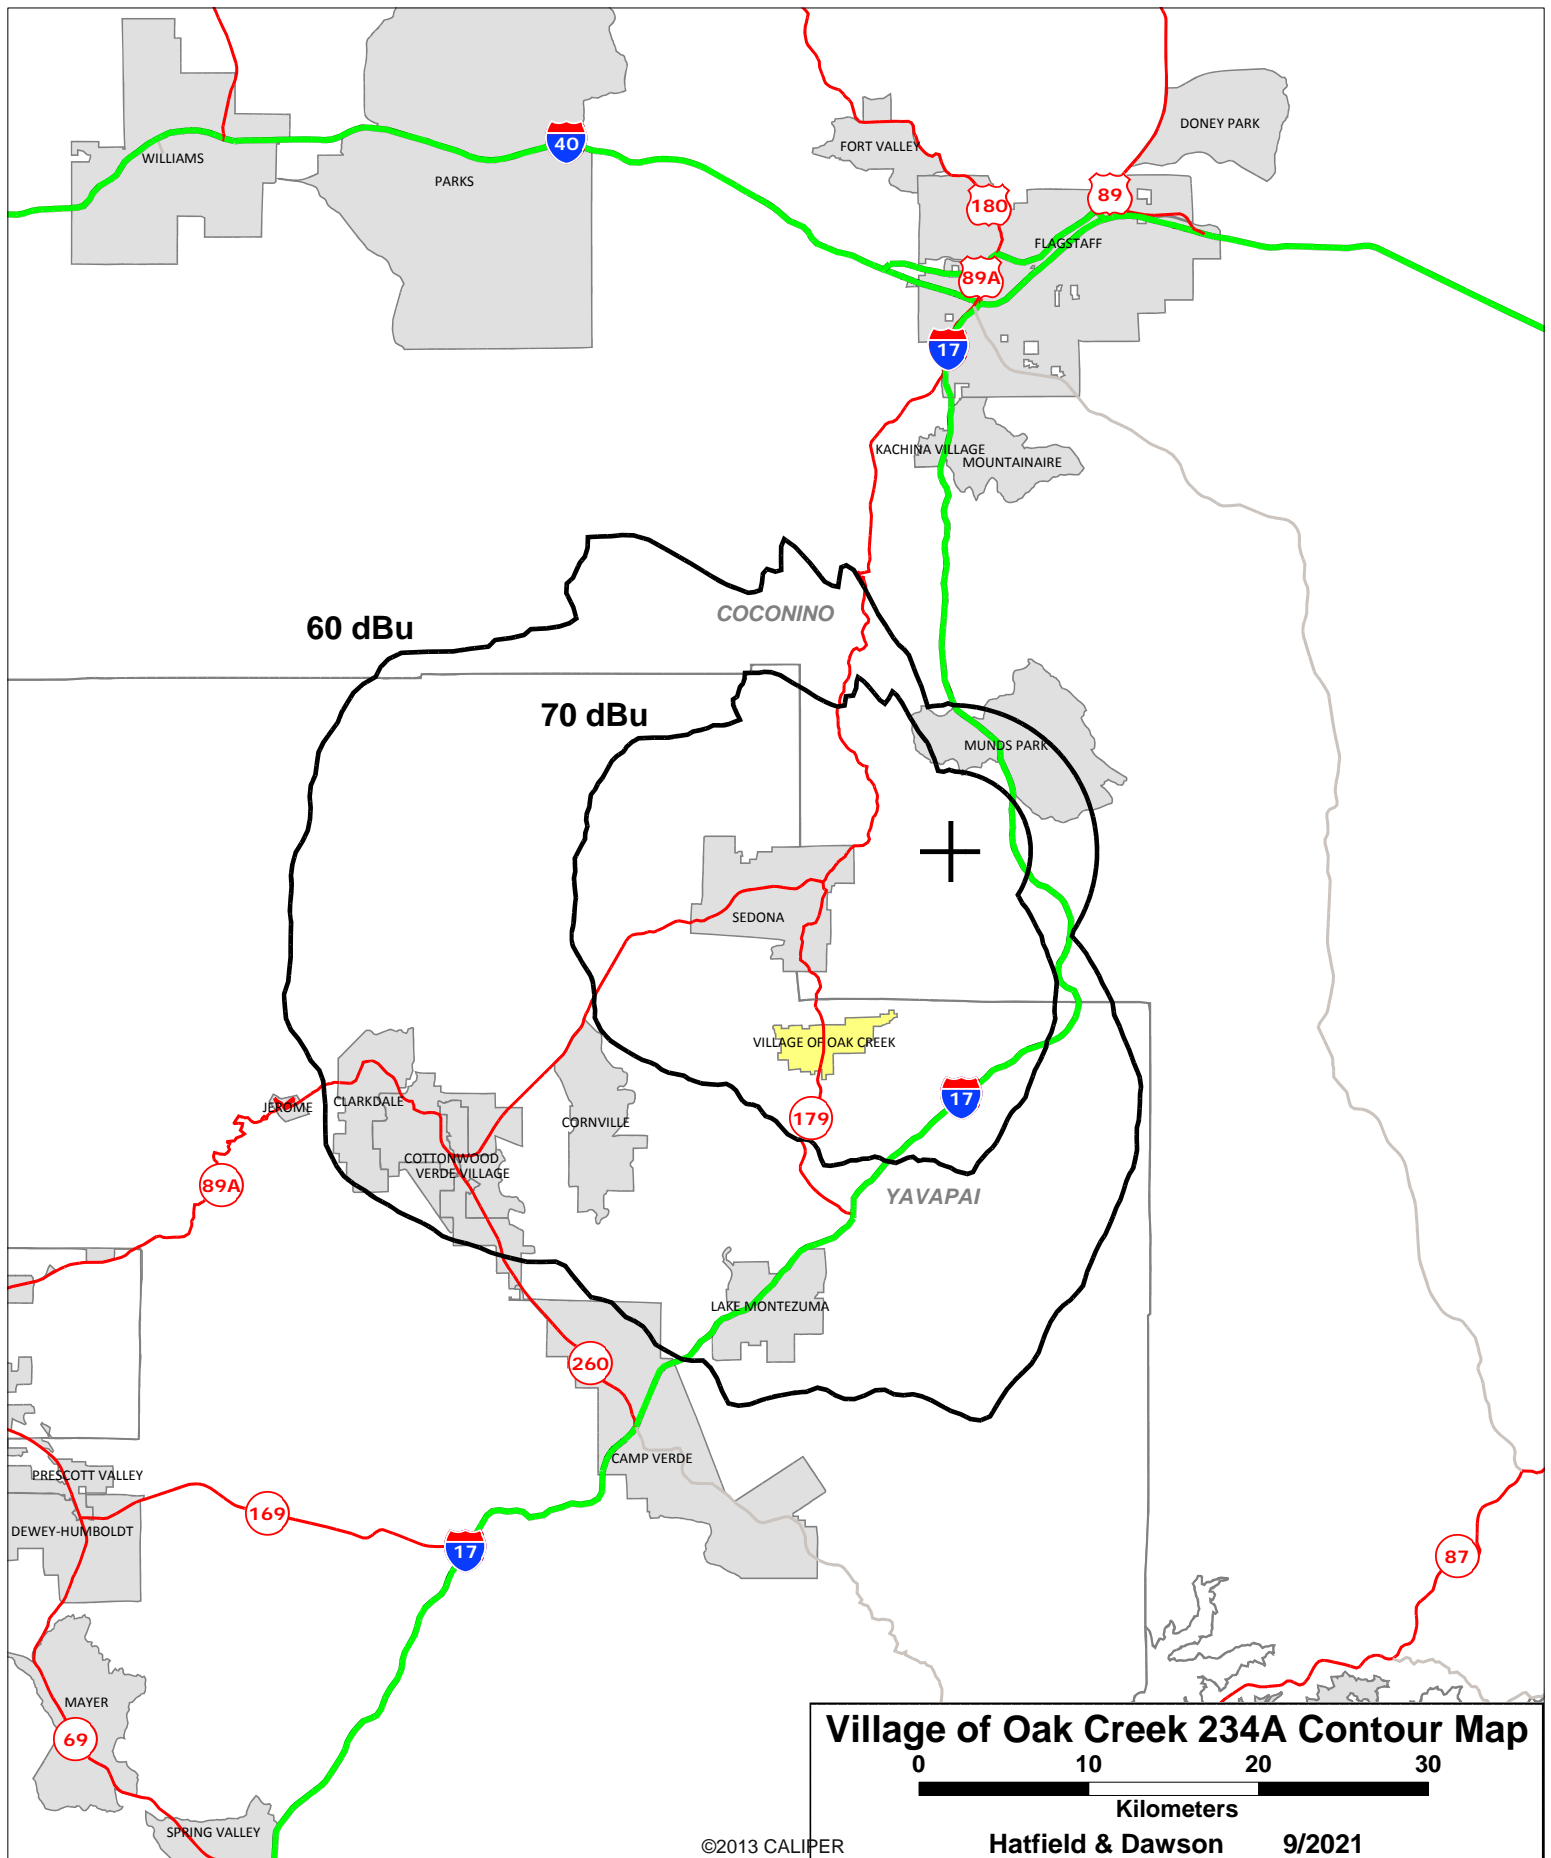 DONEY PARK
40
FORT VALLEY
WILLIAMS
PARKS
89
180
FLAGSTAFF
89A
17
KACHINA VILLAGE
MOUNTAINAIRE
COCONINO
60 dBu
70 dBu
MUNDS PARK
SEDONA
VILLAGE OF OAK CREEK
17
CLARKDALE
JEROME
179
CORNVILLE
COTTONWOOD
VERDE VILLAGE
89A
YAVAPAI
LAKE MONTEZUMA
260
CAMP VERDE
PRESCOTT VALLEY
169
DEWEY-HUMBOLDT
17
87
MAYER
69
Village of Oak Creek 234A Contour Map
0 10 20 30
Kilometers
SPRING VALLEY
©2013 CALIPER
Hatfield & Dawson 9/2021